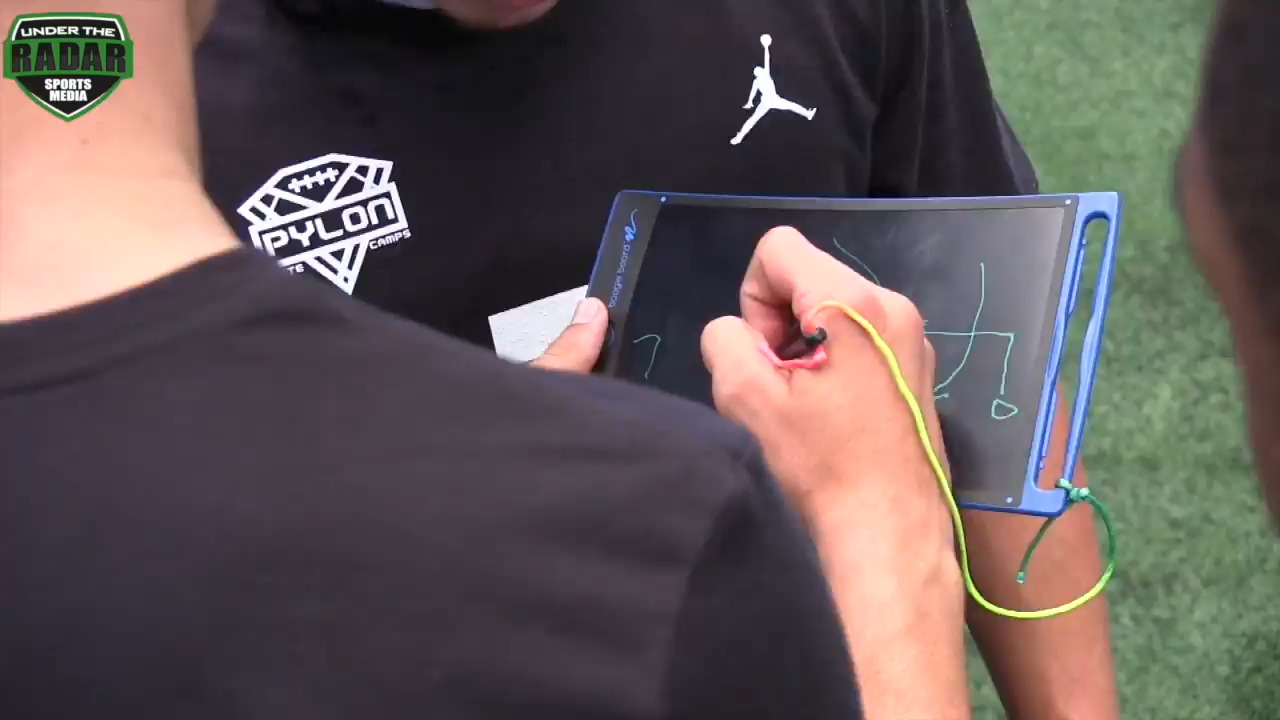 UNDER THE
RADAR
SPORTS
MEDIA
PYLON
CAMPS
boogie board